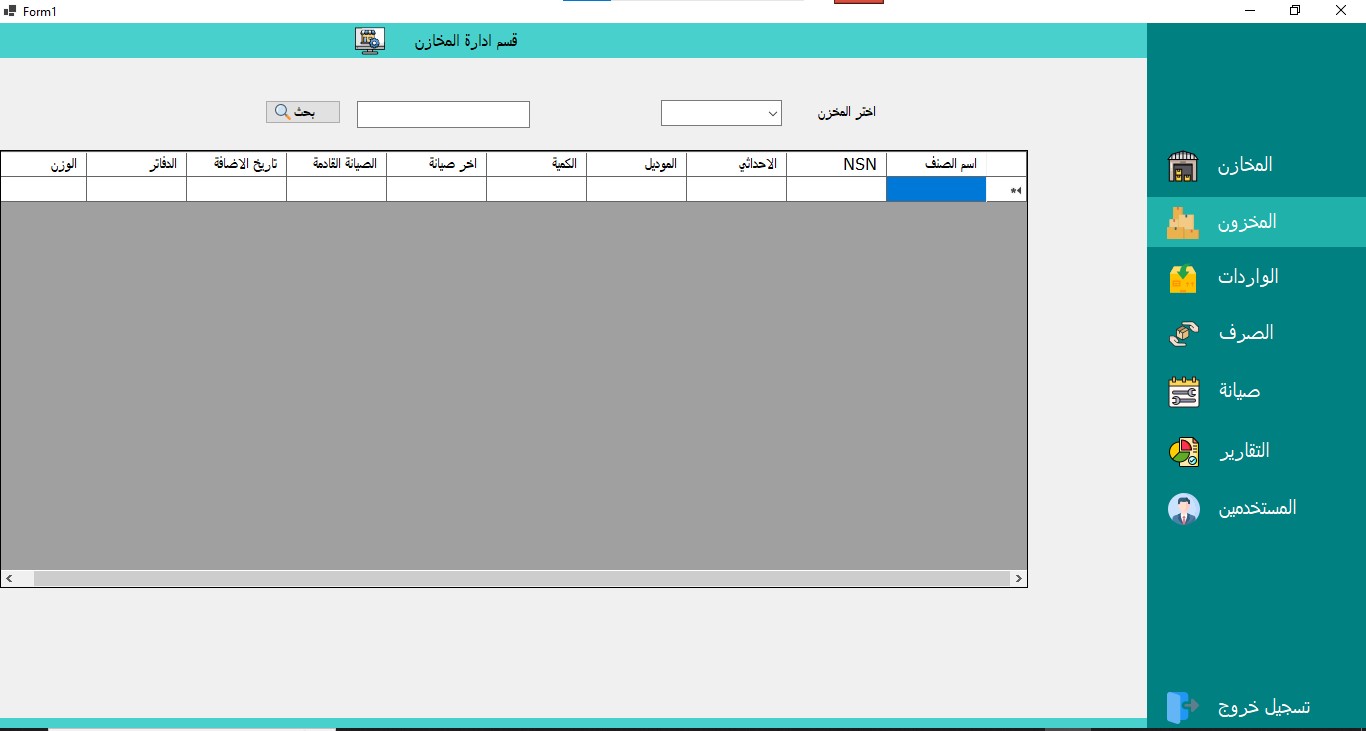 Form1
قسم ادارة المخازن
اختر المخزن
بحث
اسم الصنف NSN الاحداثي الموديل الكمية اخر صيانة الصيانة القادمة تاريخ الاضافة الدفاتر الوزن
المخازن
المخزون
الواردات
الصرف
صيانة
التقارير
المستخدمين
تسجيل خروج